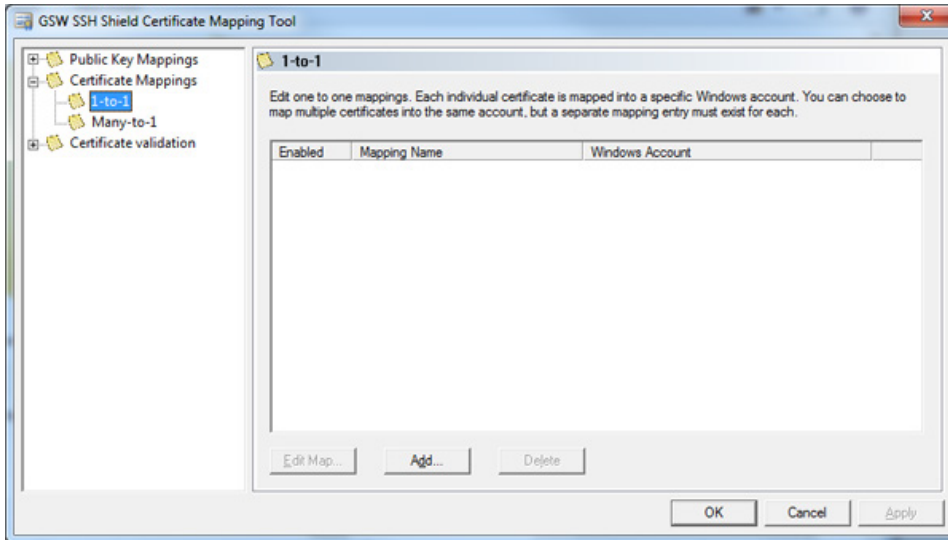 GSW SSH Shield Certificate Mapping Tool
Public Key Mappings
Certificate Mappings
1-to-1
Many-to-1
Certificate validation
1-to-1
Edit one to one mappings. Each individual certificate is mapped into a specific Windows account. You can choose to
map multiple certificates into the same account, but a separate mapping entry must exist for each.
Enabled Mapping Name Windows Account
Edit Map... Add... Delete
OK Cancel Apply